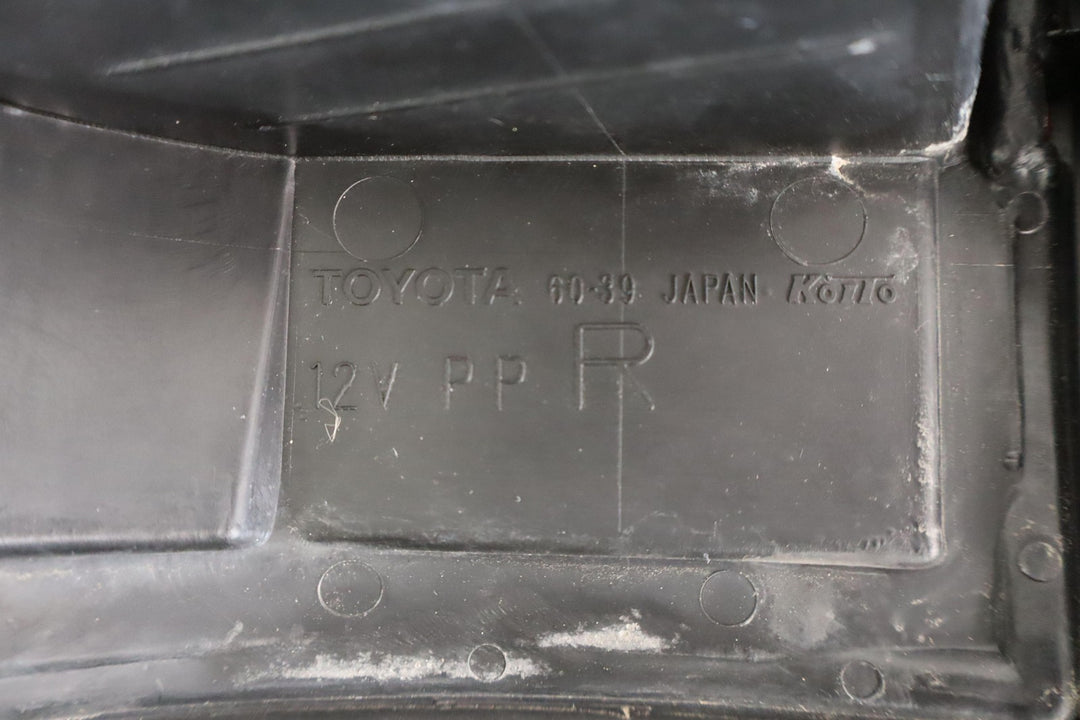 TOYOTA 60-39 JAPAN KOITO
12V PP R